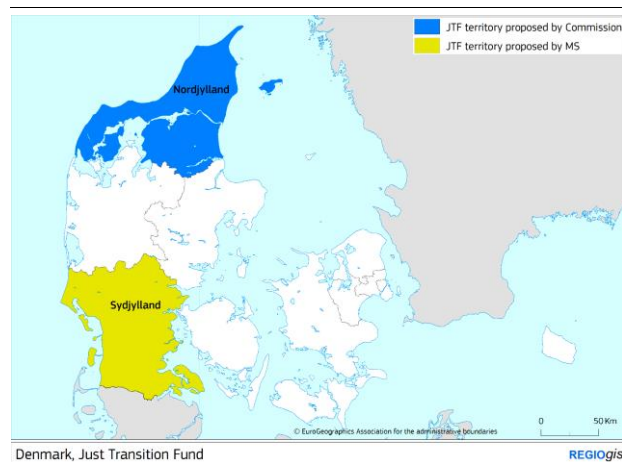 JTF territory proposed by Commission
JTF territory proposed by MS
Nordjylland
Sydjylland
0 50 Km
© EuroGeographics Association for the administrative boundaries
Denmark, Just Transition Fund
REGIOgis